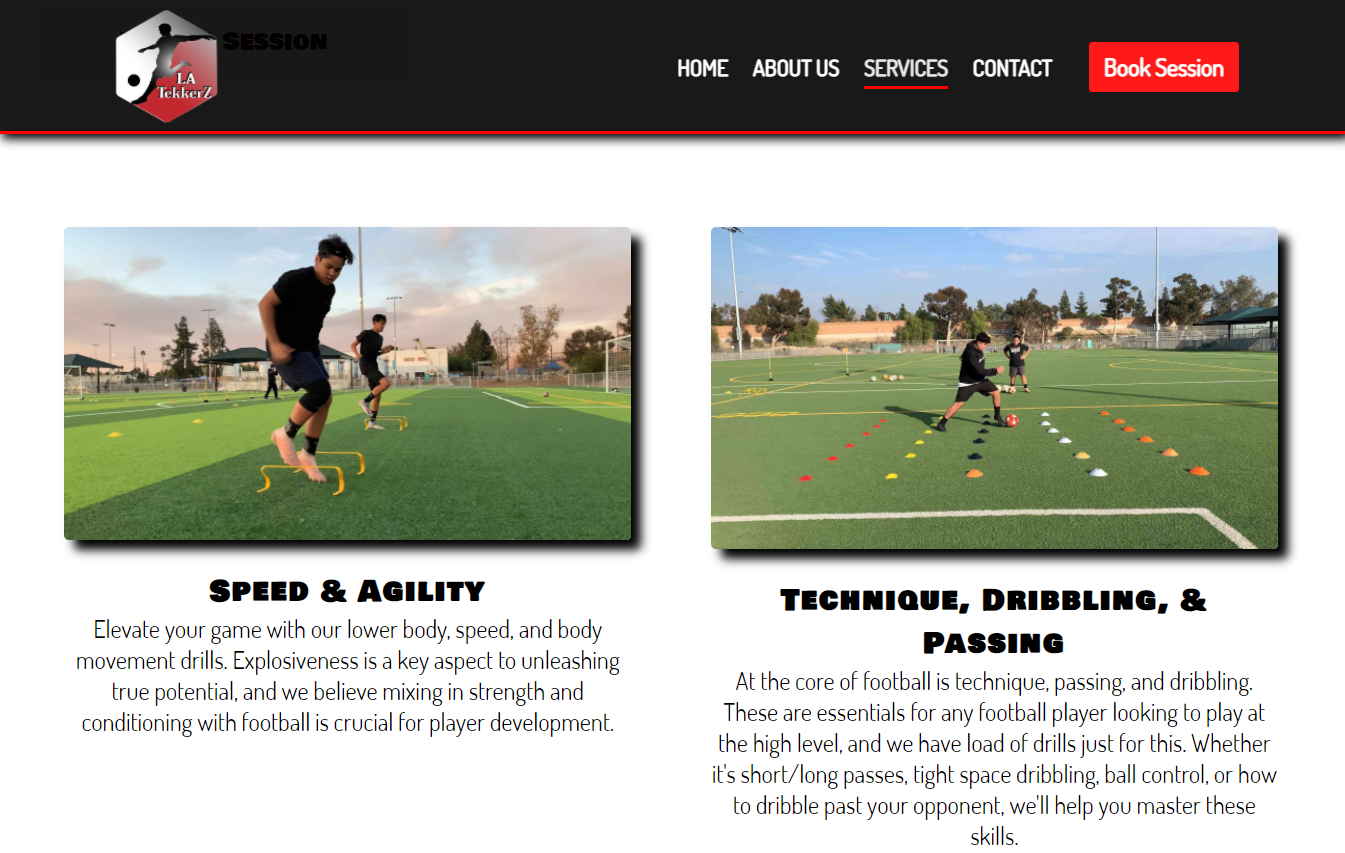 Session
LA
TekkerZ
HOME ABOUT US SERVICES CONTACT Book Session
Speed & Agility
Elevate your game with our lower body, speed, and body
movement drills. Explosiveness is a key aspect to unleashing
true potential, and we believe mixing in strength and
conditioning with football is crucial for player development.
Technique, Dribbling, &
Passing
At the core of football is technique, passing, and dribbling.
These are essentials for any football player looking to play at
the high level, and we have load of drills just for this. Whether
it's short/long passes, tight space dribbling, ball control, or how
to dribble past your opponent, we'll help you master these
skills.